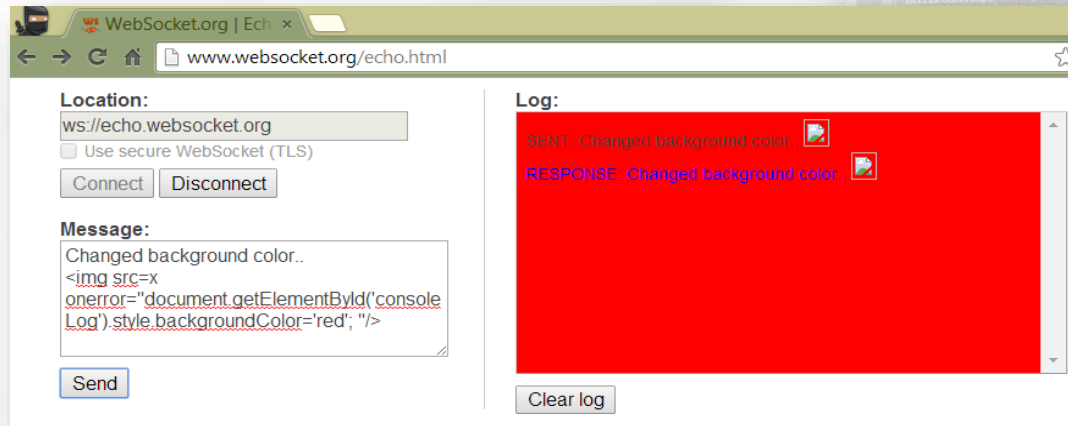 WebSocket.org | Ech ×
www.websocket.org/echo.html
Location:
ws://echo.websocket.org
Use secure WebSocket (TLS)
Connect Disconnect
Message:
Changed background color..
<img src=x
onerror="document.getElementById('console
Log').style.backgroundColor='red'; "/>
Send
Log:
SENT: Changed background color..
RESPONSE: Changed background color..
Clear log